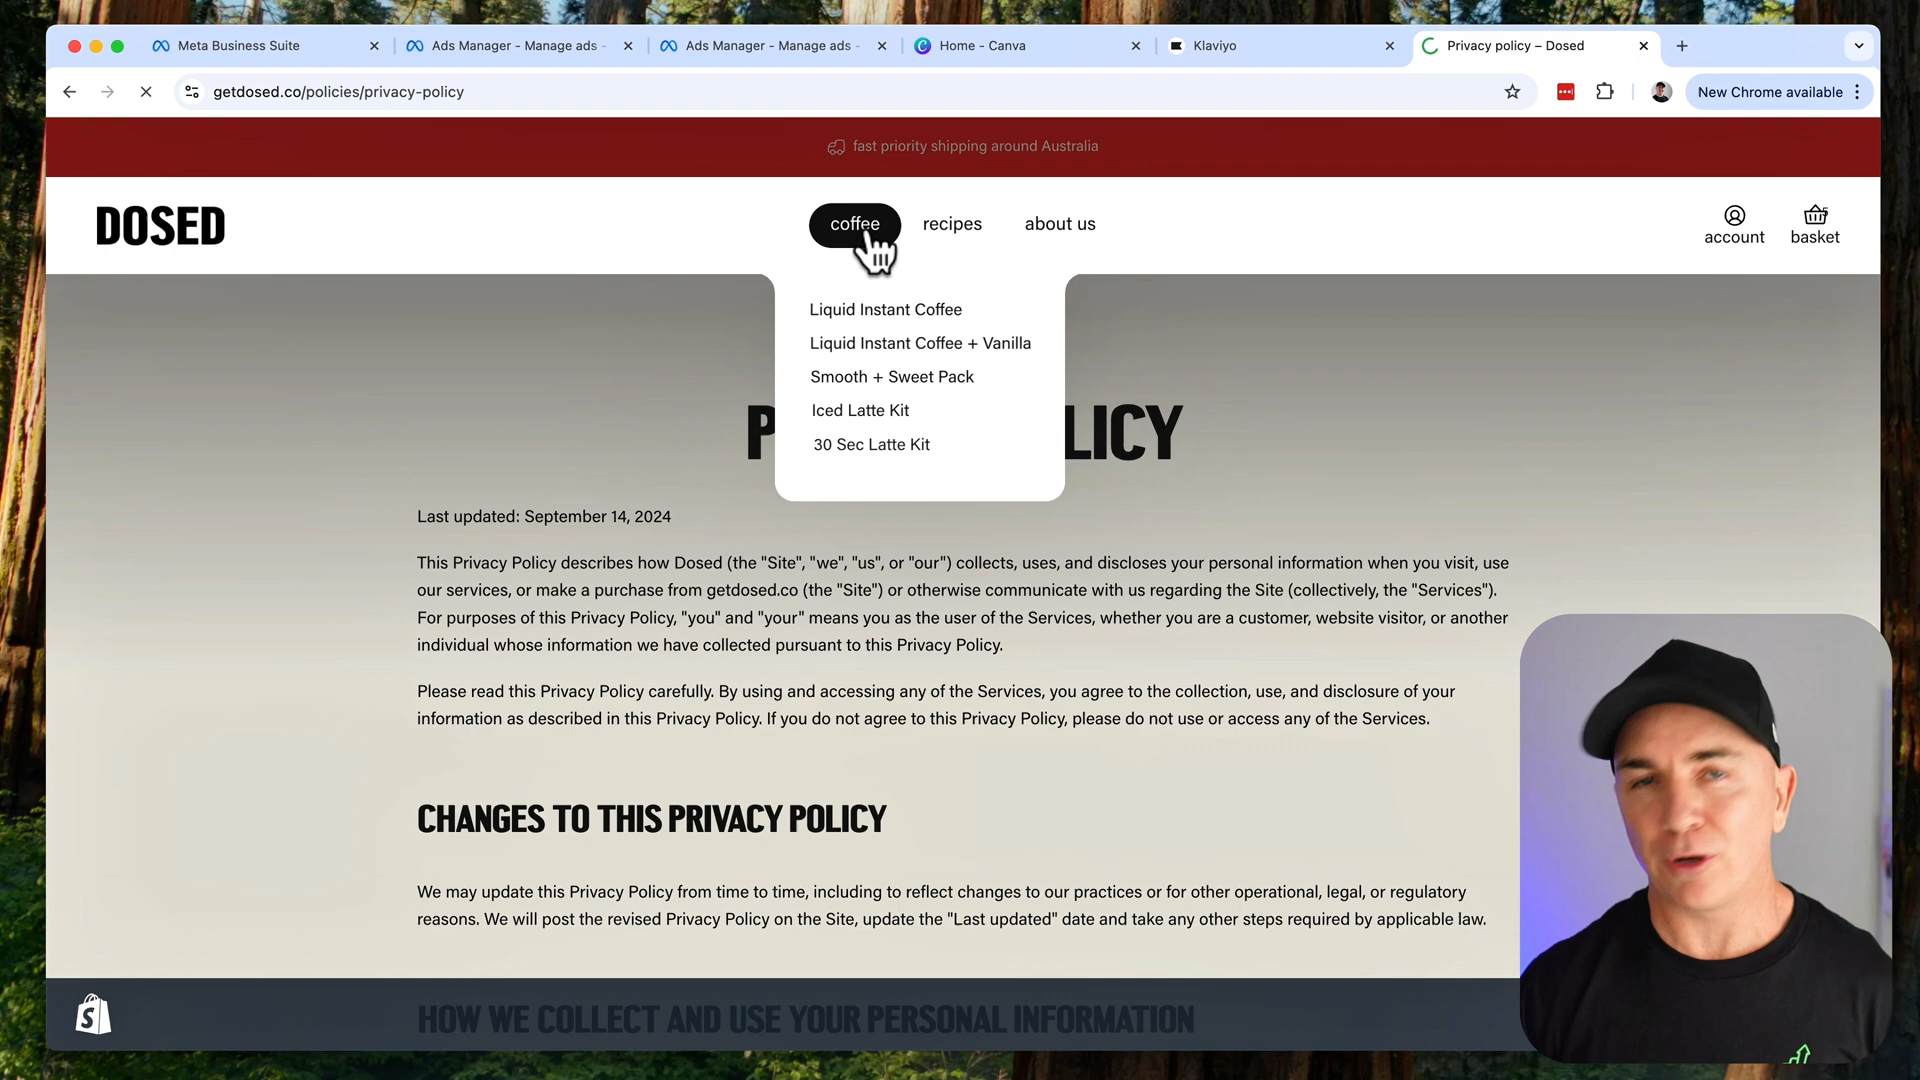 Meta Business Suite
Ads Manager - Manage ads -
Ads Manager - Manage ads -
Home - Canva
Klaviyo
Privacy policy – Dosed
getdosed.co/policies/privacy-policy
New Chrome available
fast priority shipping around Australia
DOSED
coffee
recipes
about us
account
basket
Liquid Instant Coffee
Liquid Instant Coffee + Vanilla
Smooth + Sweet Pack
Iced Latte Kit
30 Sec Latte Kit
P
LICY
Last updated: September 14, 2024
This Privacy Policy describes how Dosed (the "Site", "we", "us", or "our") collects, uses, and discloses your personal information when you visit, use
our services, or make a purchase from getdosed.co (the "Site") or otherwise communicate with us regarding the Site (collectively, the "Services").
For purposes of this Privacy Policy, "you" and "your" means you as the user of the Services, whether you are a customer, website visitor, or another
individual whose information we have collected pursuant to this Privacy Policy.
Please read this Privacy Policy carefully. By using and accessing any of the Services, you agree to the collection, use, and disclosure of your
information as described in this Privacy Policy. If you do not agree to this Privacy Policy, please do not use or access any of the Services.
CHANGES TO THIS PRIVACY POLICY
We may update this Privacy Policy from time to time, including to reflect changes to our practices or for other operational, legal, or regulatory
reasons. We will post the revised Privacy Policy on the Site, update the "Last updated" date and take any other steps required by applicable law.
HOW WE COLLECT AND USE YOUR PERSONAL INFORMATION